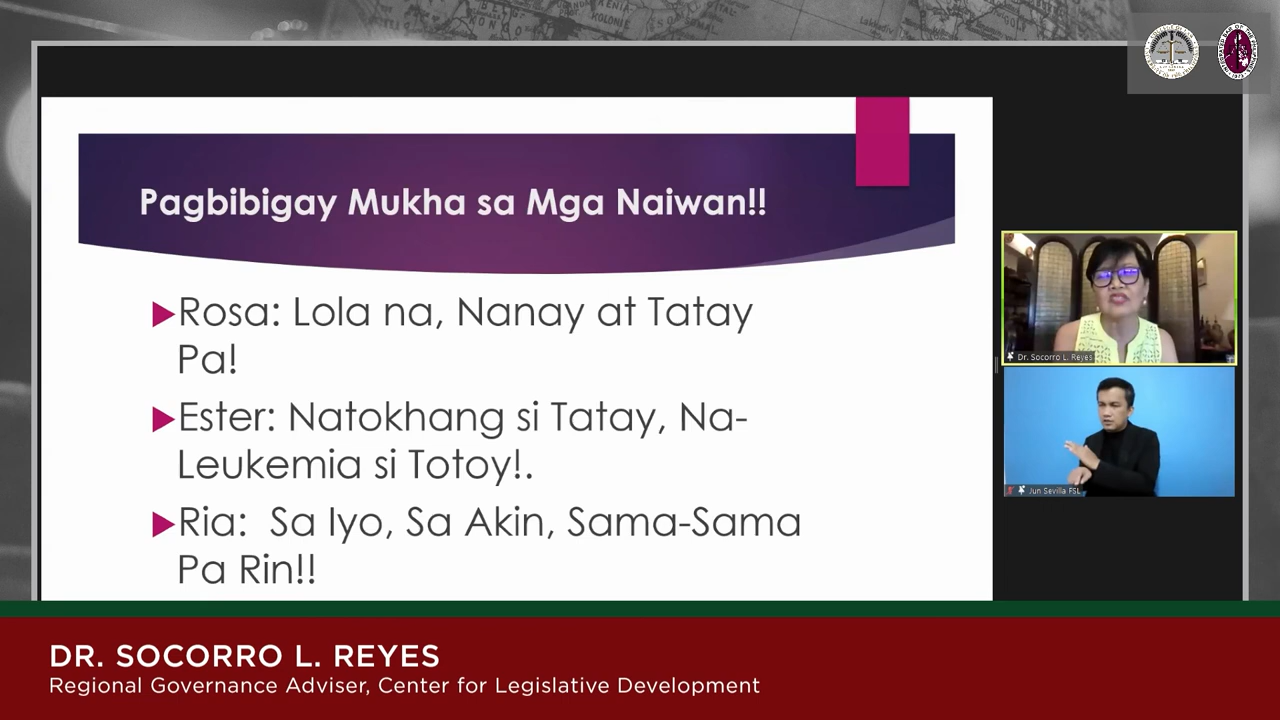 Pagbibigay Mukha sa Mga Naiwan!!
Rosa: Lola na, Nanay at Tatay
Pa!
Ester: Natokhang si Tatay, Na-
Leukemia si Totoy!.
Ria: Sa Iyo, Sa Akin, Sama-Sama
Pa Rin!!
Dr. Socorro L. Reyes
Jun Sevilla FSL
DR. SOCORRO L. REYES
Regional Governance Adviser, Center for Legislative Development